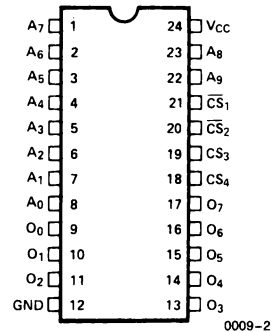 A7 1 24 VCC
A6 2 23 A8
A5 3 22 A9
A4 4 21 C̅S̅1
A3 5 20 C̅S̅2
A2 6 19 CS3
A1 7 18 CS4
A0 8 17 O7
O0 9 16 O6
O1 10 15 O5
O2 11 14 O4
GND 12 13 O3
0009-2